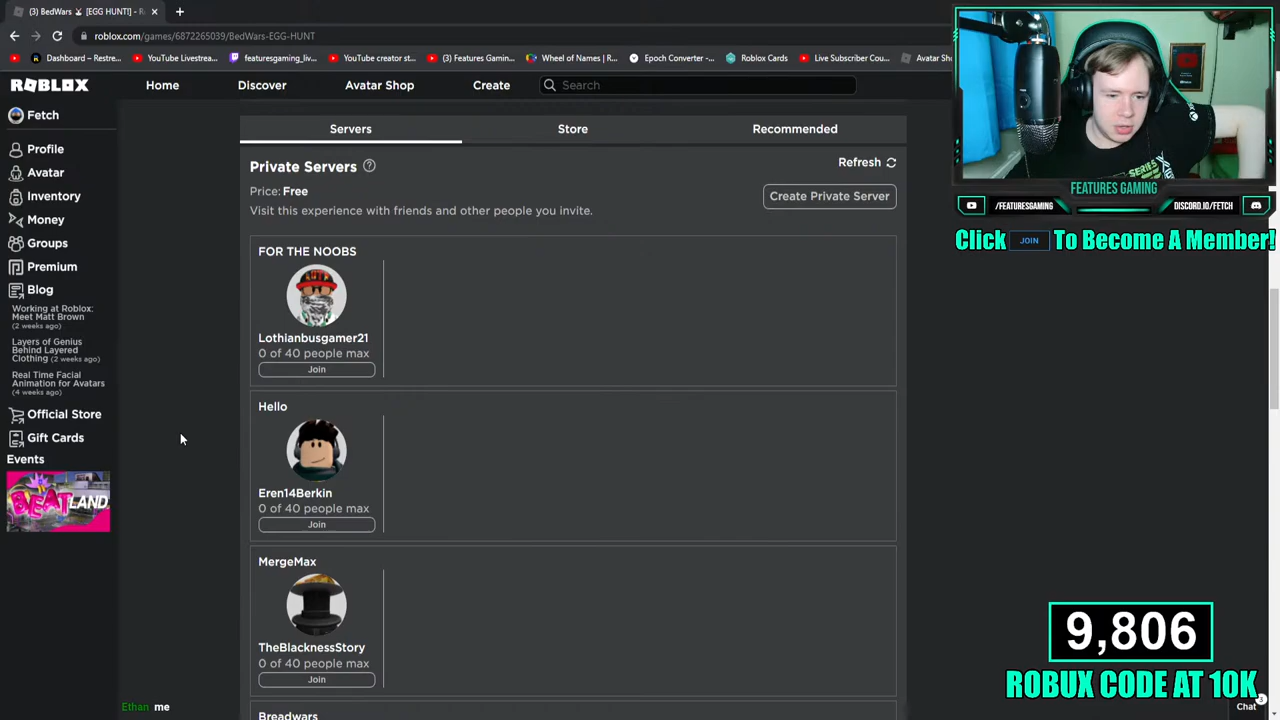 (3) BedWars ⚔ [EGG HUNT!] - R
roblox.com/games/6872265039/BedWars-EGG-HUNT
Dashboard – Restre...
YouTube Livestrea...
featuresgaming_liv...
YouTube creator st...
(3) Features Gamin...
Wheel of Names | R...
Epoch Converter -...
Roblox Cards
Live Subscriber Cou...
Avatar Sh
ROBLOX
Home
Discover
Avatar Shop
Create
Search
Fetch
Profile
Avatar
Inventory
Money
Groups
Premium
Blog
Working at Roblox:
Meet Matt Brown
(2 weeks ago)
Layers of Genius
Behind Layered
Clothing (2 weeks ago)
Real Time Facial
Animation for Avatars
(4 weeks ago)
Official Store
Gift Cards
Events
BEATLAND
Servers
Store
Recommended
Private Servers
Refresh
Price: Free
Create Private Server
Visit this experience with friends and other people you invite.
FOR THE NOOBS
Lothianbusgamer21
0 of 40 people max
Join
Hello
Eren14Berkin
0 of 40 people max
Join
MergeMax
TheBlacknessStory
0 of 40 people max
Join
Breadwars
Ethan me
FEATURES GAMING
/FEATURESGAMING
DISCORD.IO/FETCH
Click JOIN To Become A Member!
9,806
ROBUX CODE AT 10K
Chat
3